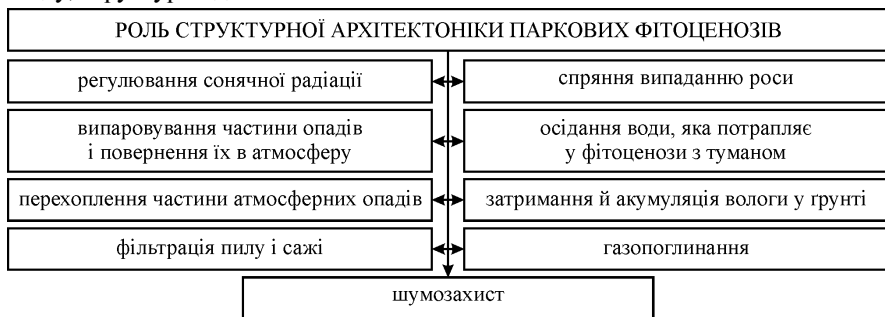 РОЛЬ СТРУКТУРНОЇ АРХІТЕКТОНІКИ ПАРКОВИХ ФІТОЦЕНОЗІВ
регулювання сонячної радіації
спряння випаданню роси
випаровування частини опадів
і повернення їх в атмосферу
осідання води, яка потрапляє
у фітоценози з туманом
перехоплення частини атмосферних опадів
затримання й акумуляція вологи у ґрунті
фільтрація пилу і сажі
газопоглинання
шумозахист